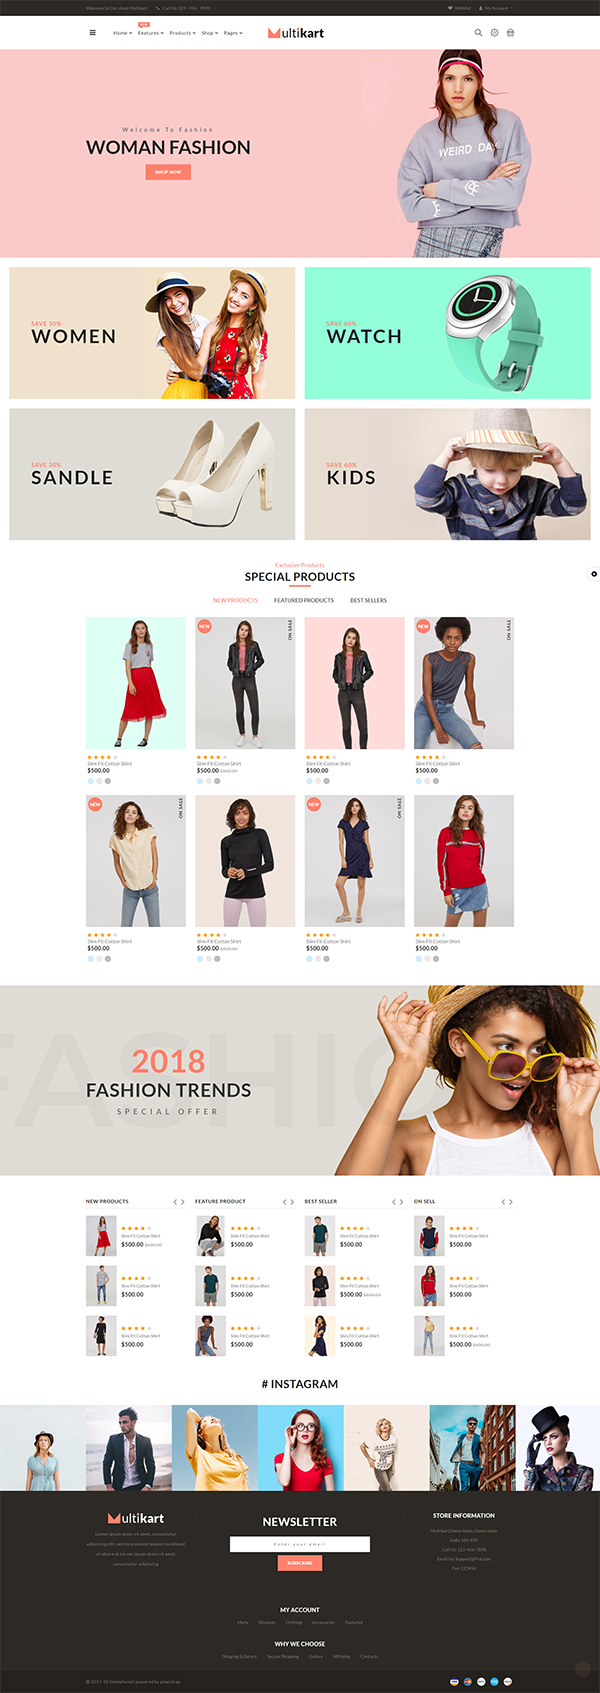 Welcome to Our store Multikart
Call Us: 123 - 456 - 7890
Wishlist
My Account
NEW
Home
Features
Products
Shop
Pages
Multikart
WEIRD DAY
Welcome To Fashion
WOMAN FASHION
SHOP NOW
SAVE 30%
WOMEN
SAVE 60%
WATCH
SAVE 30%
SANDLE
SAVE 60%
KIDS
Exclusive Products
SPECIAL PRODUCTS
NEW PRODUCTS
FEATURED PRODUCTS
BEST SELLERS
NEW
ON SALE
NEW
ON SALE
Slim Fit Cotton Shirt
$500.00
Slim Fit Cotton Shirt
$500.00 $600.00
Slim Fit Cotton Shirt
$500.00
Slim Fit Cotton Shirt
$500.00
NEW
ON SALE
NEW
ON SALE
Slim Fit Cotton Shirt
$500.00
Slim Fit Cotton Shirt
$500.00 $600.00
Slim Fit Cotton Shirt
$500.00
Slim Fit Cotton Shirt
$500.00
FASHIO
2018
FASHION TRENDS
SPECIAL OFFER
NEW PRODUCTS
FEATURE PRODUCT
BEST SELLER
ON SELL
Slim Fit Cotton Shirt
$500.00 $600.00
Slim Fit Cotton Shirt
$500.00
Slim Fit Cotton Shirt
$500.00
Slim Fit Cotton Shirt
$500.00
Slim Fit Cotton Shirt
$500.00
Slim Fit Cotton Shirt
$500.00
Slim Fit Cotton Shirt
$500.00 $600.00
Slim Fit Cotton Shirt
$500.00
Slim Fit Cotton Shirt
$500.00
Slim Fit Cotton Shirt
$500.00
Slim Fit Cotton Shirt
$500.00
Slim Fit Cotton Shirt
$500.00 $600.00
# INSTAGRAM
Multikart
Lorem ipsum dolor sit amet, consectetur
adipiscing elit, sed do eiusmod tempor incididunt
ut labore et Lorem ipsum dolor sit amet,
consectetur adipiscing
NEWSLETTER
Enter your email
SUBSCRIBE
STORE INFORMATION
Multikart Demo Store, Demo store
India 345-659
Call Us: 123-456-7898
Email Us: Support@Fiot.com
Fax: 123456
MY ACCOUNT
Mens
Womens
Clothing
Accessories
Featured
WHY WE CHOOSE
Shipping & Return
Secure Shopping
Gallary
Affiliates
Contacts
© 2017-18 themeforest powered by pixelstrap